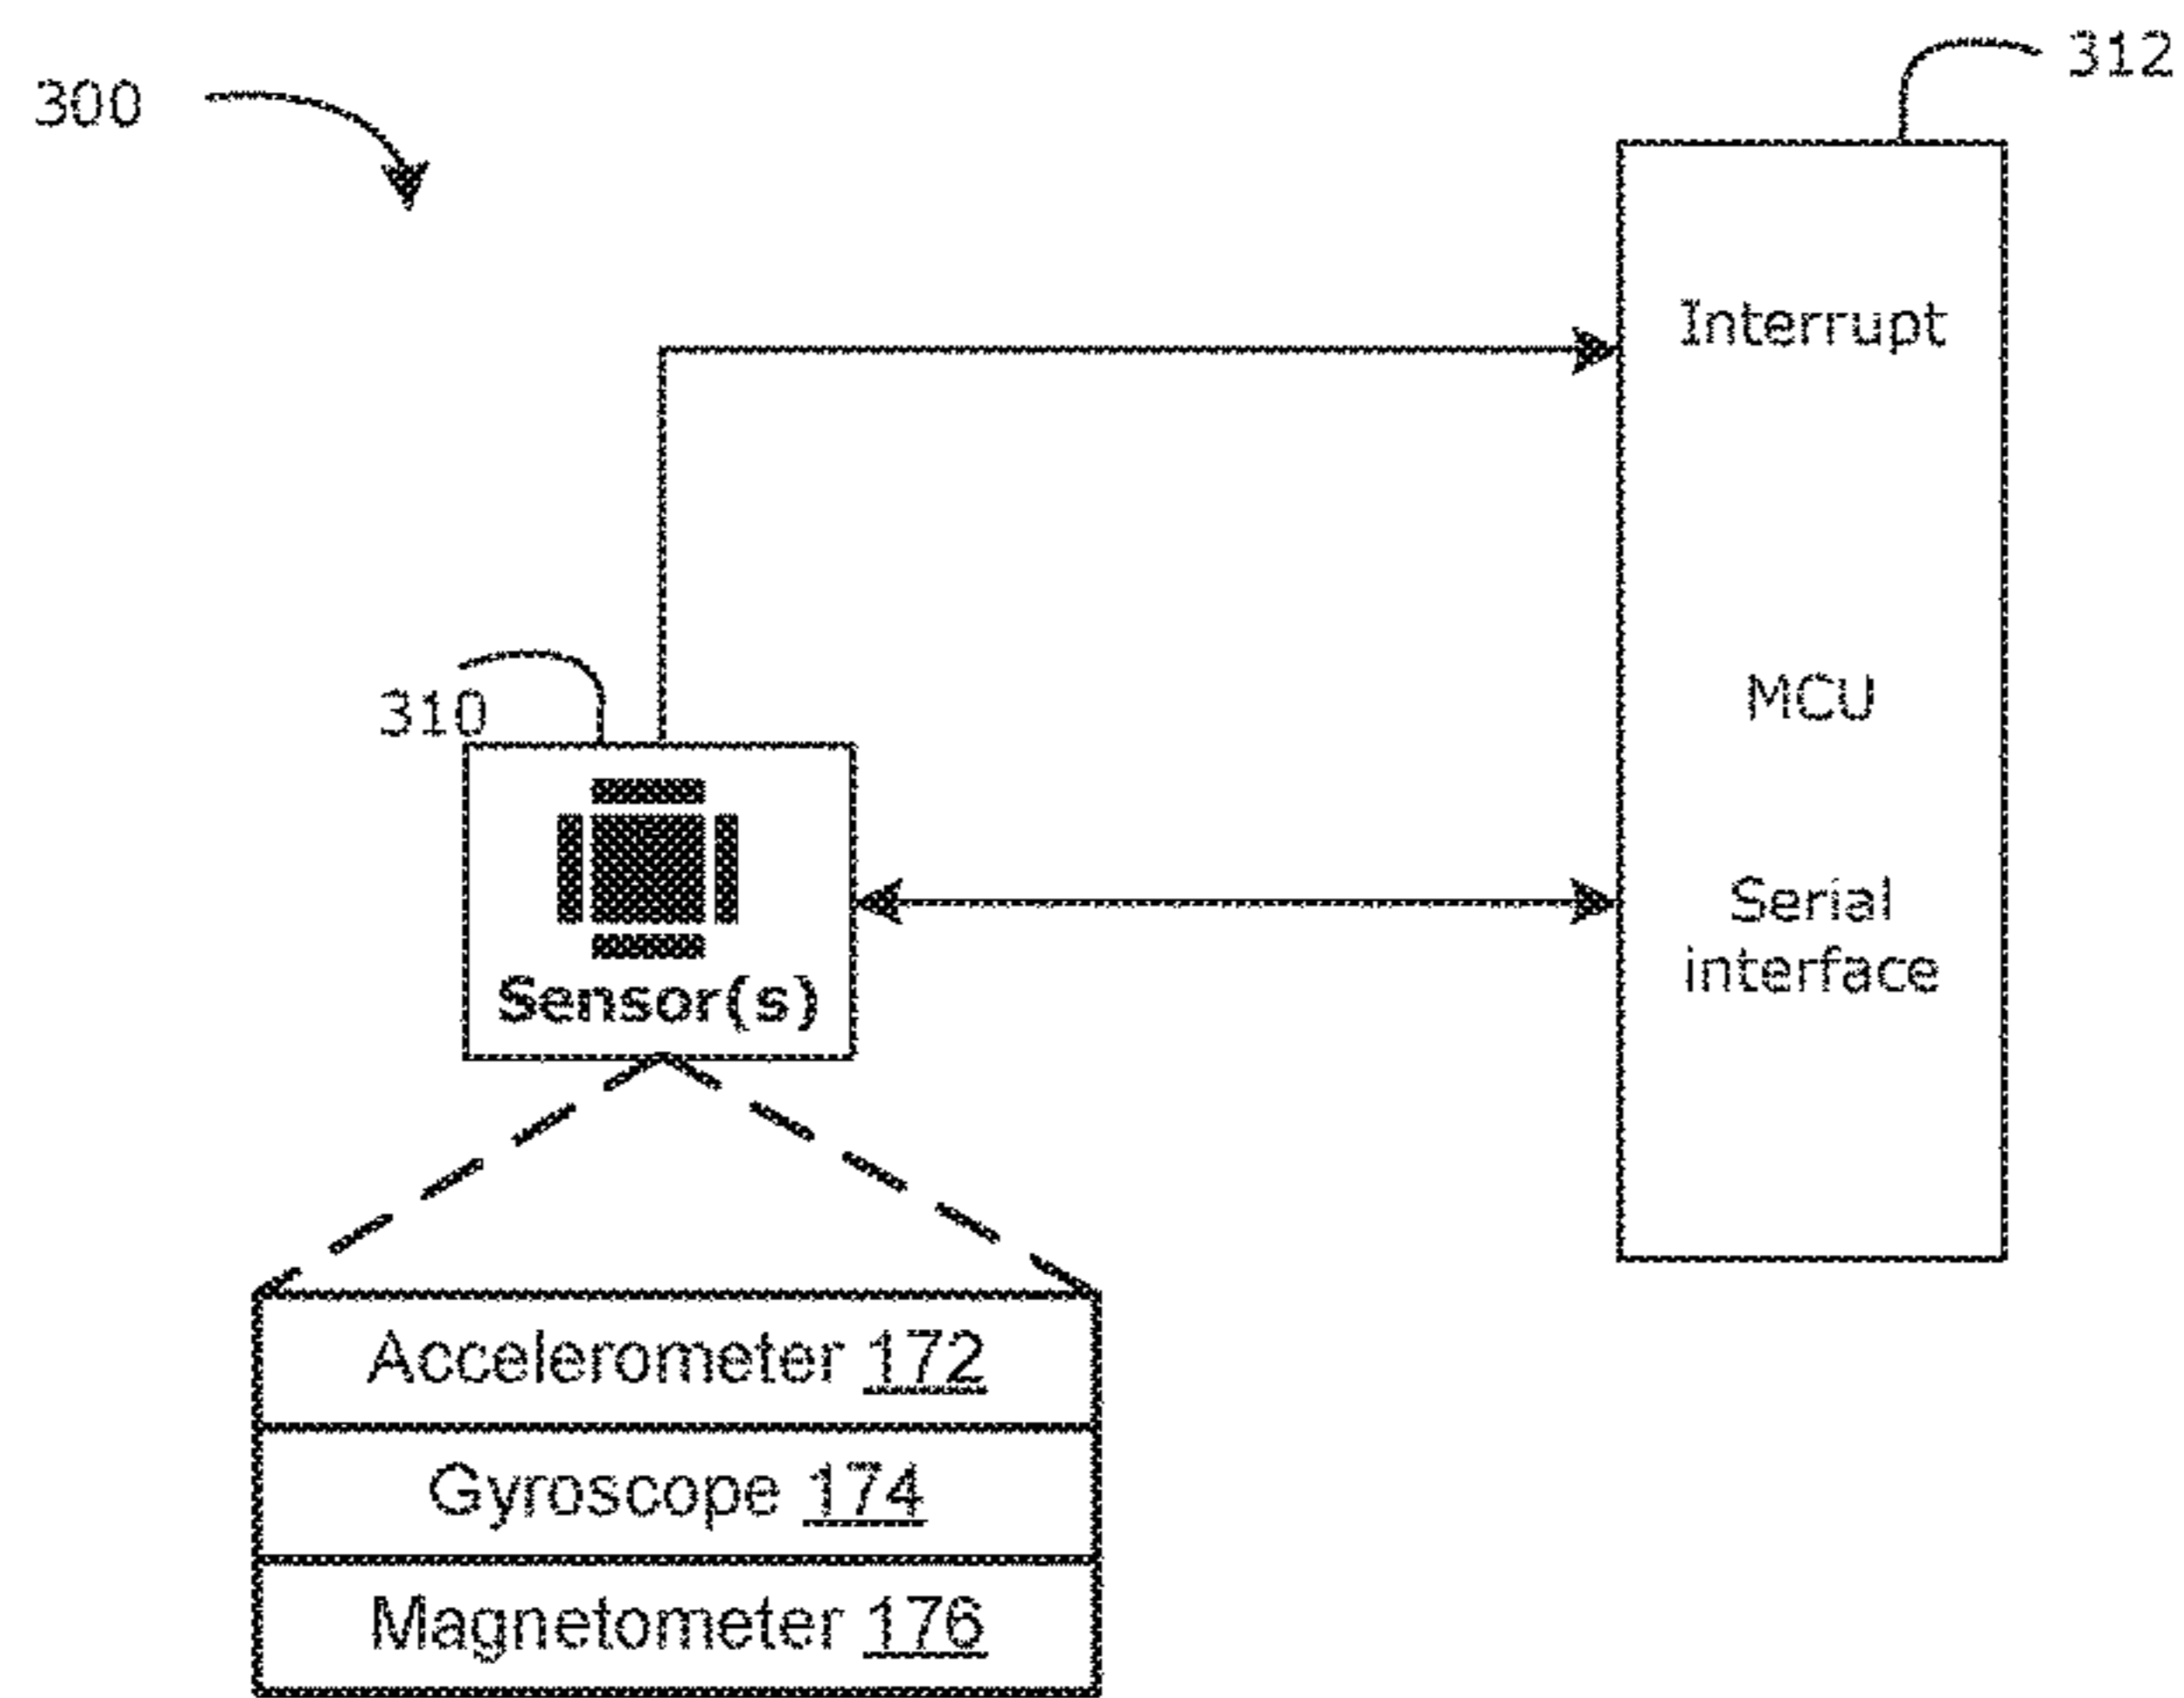 312
300
Interrupt
310
MCU
Serial
interface
Sensor(s)
Accelerometer 172
Gyroscope 174
Magnetometer 176